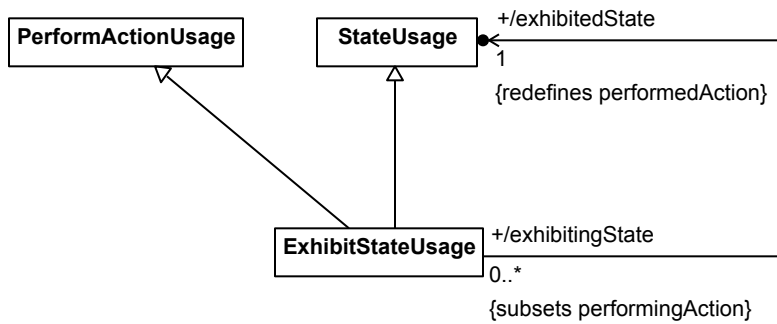 +/exhibitedState
PerformActionUsage
StateUsage
1
{redefines performedAction}
ExhibitStateUsage
+/exhibitingState
0..*
{subsets performingAction}